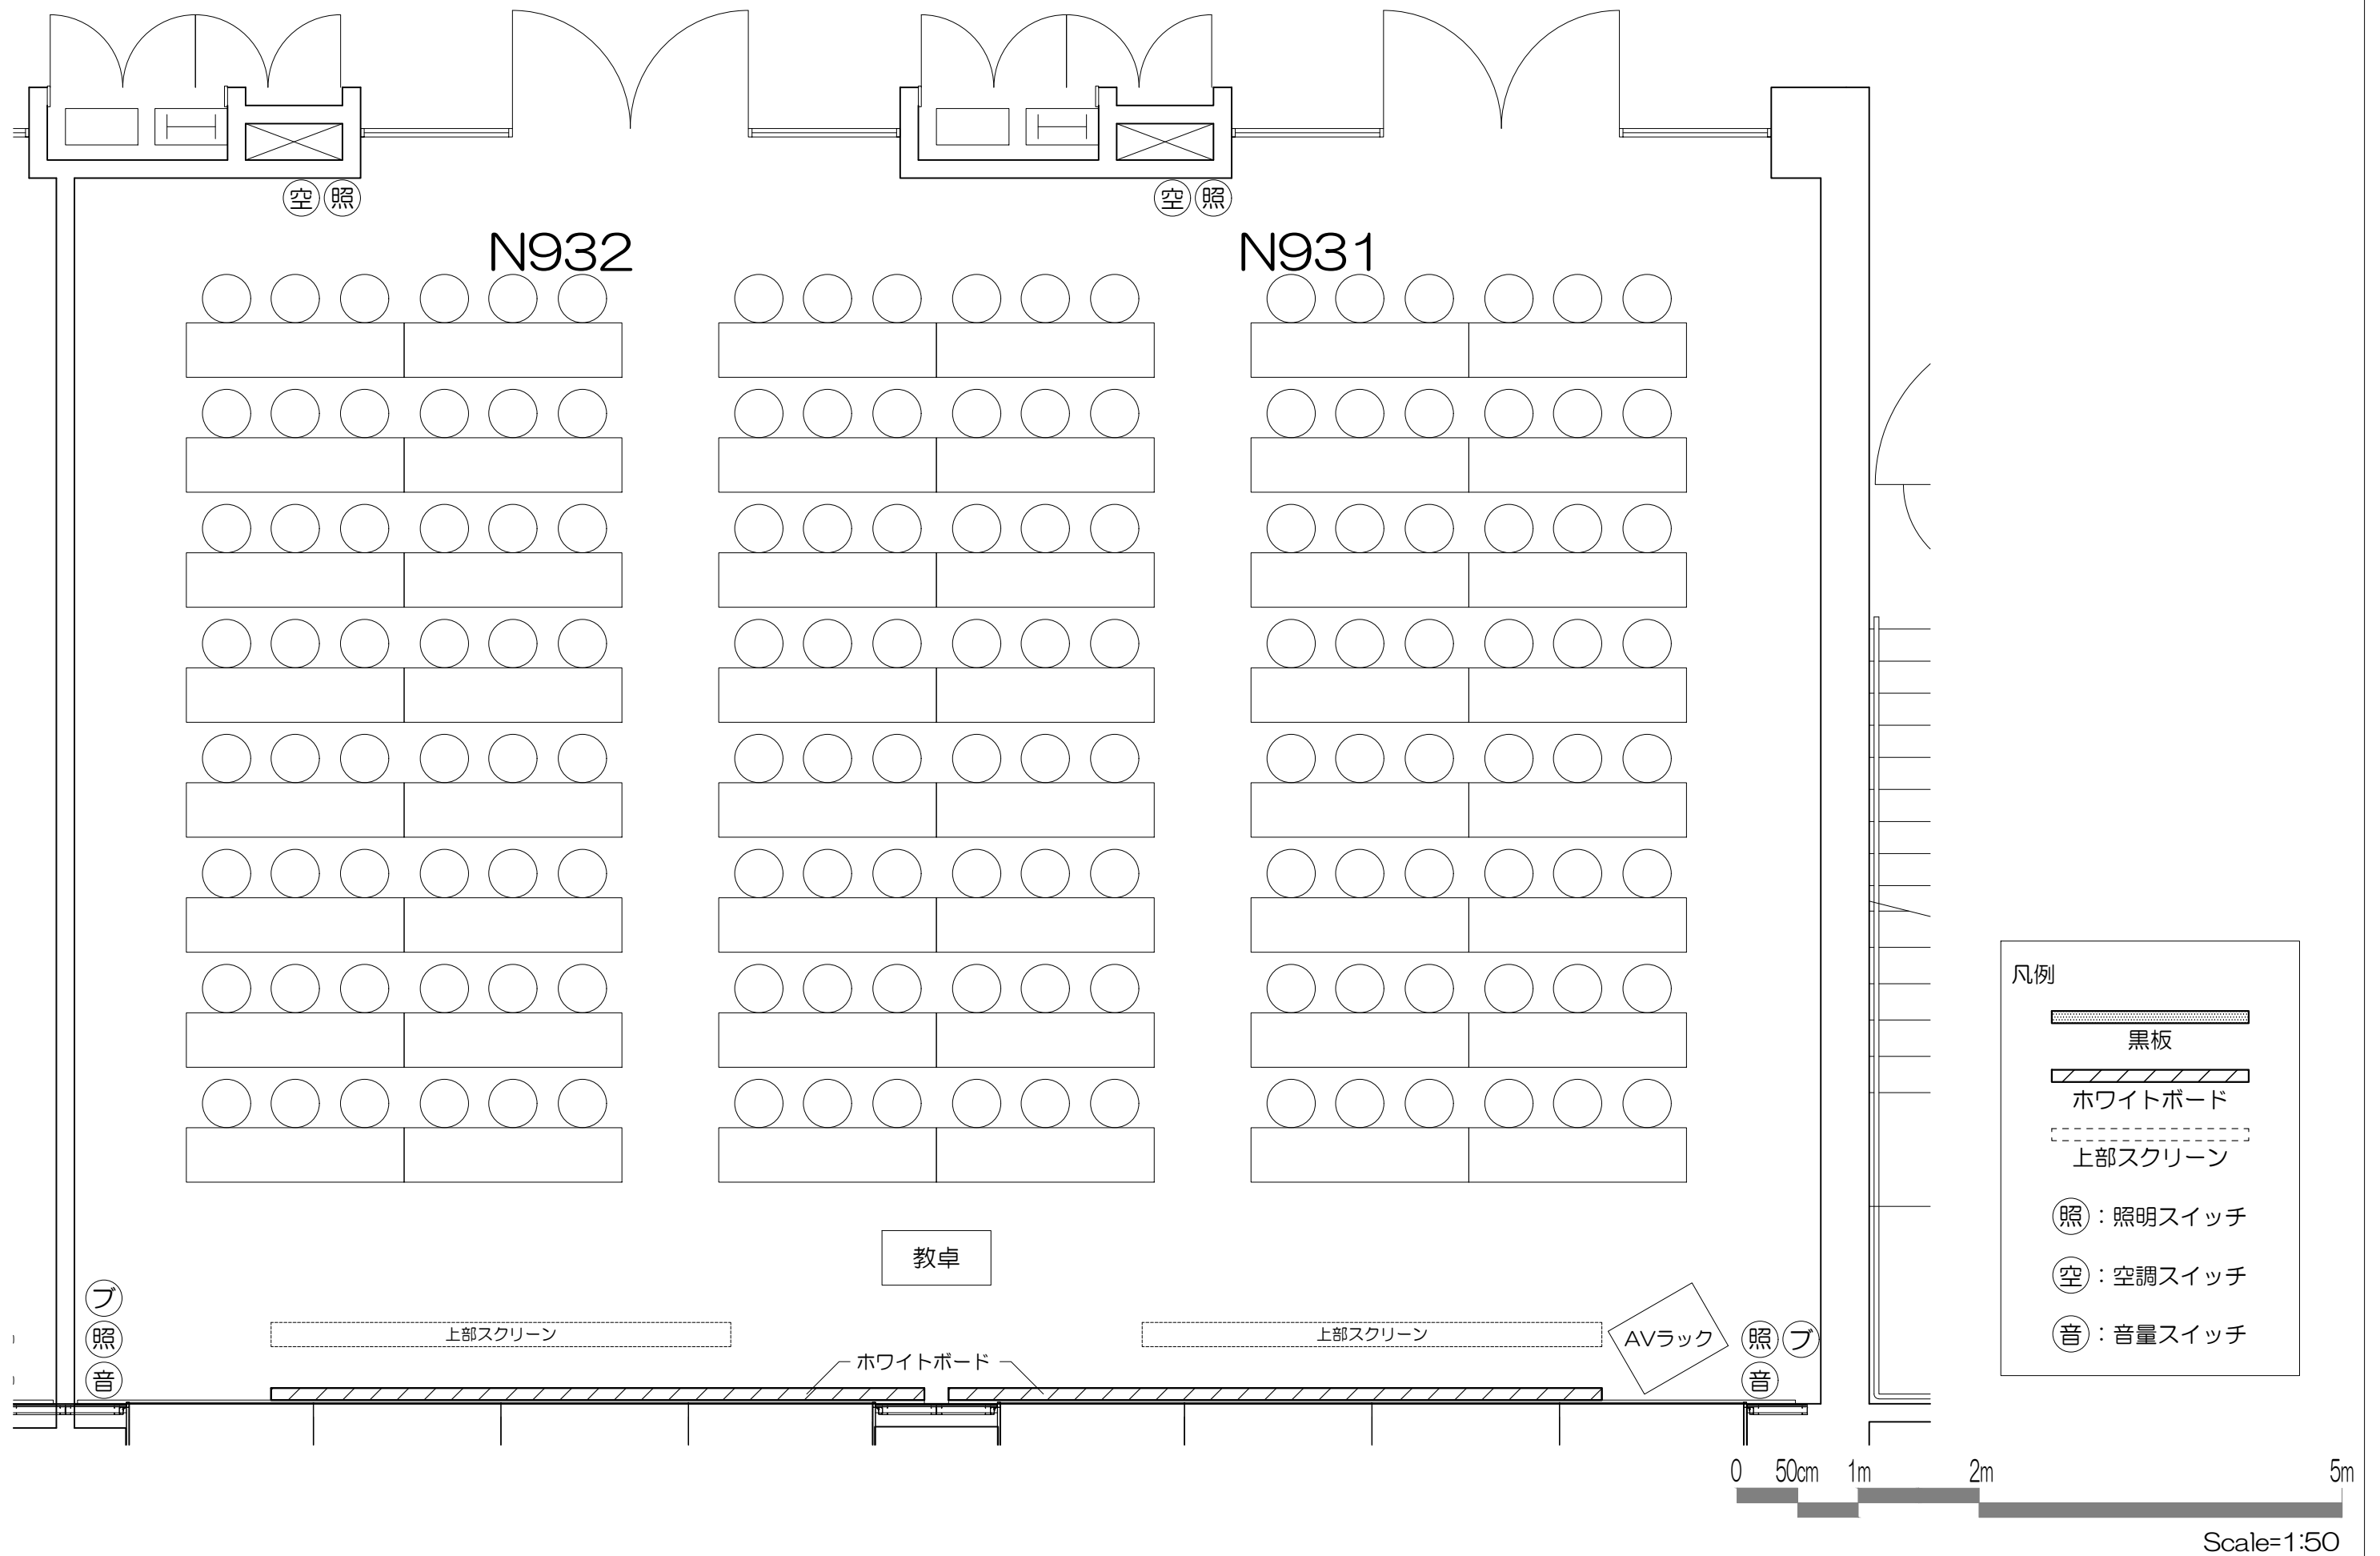 空 照
空 照
N932
N931
教卓
ブ
照
音
上部スクリーン
上部スクリーン
ホワイトボード
AVラック
照 ブ
音
凡例
黒板
ホワイトボード
上部スクリーン
照：照明スイッチ
空：空調スイッチ
音：音量スイッチ
0 50cm 1m 2m 5m
Scale=1:50